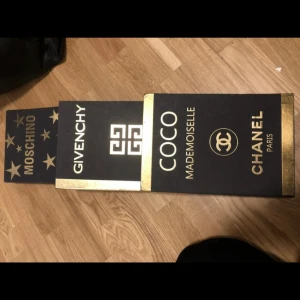 MOSCHINO
GIVENCHY
COCO
MADEMOISELLE
CHANEL
PARIS